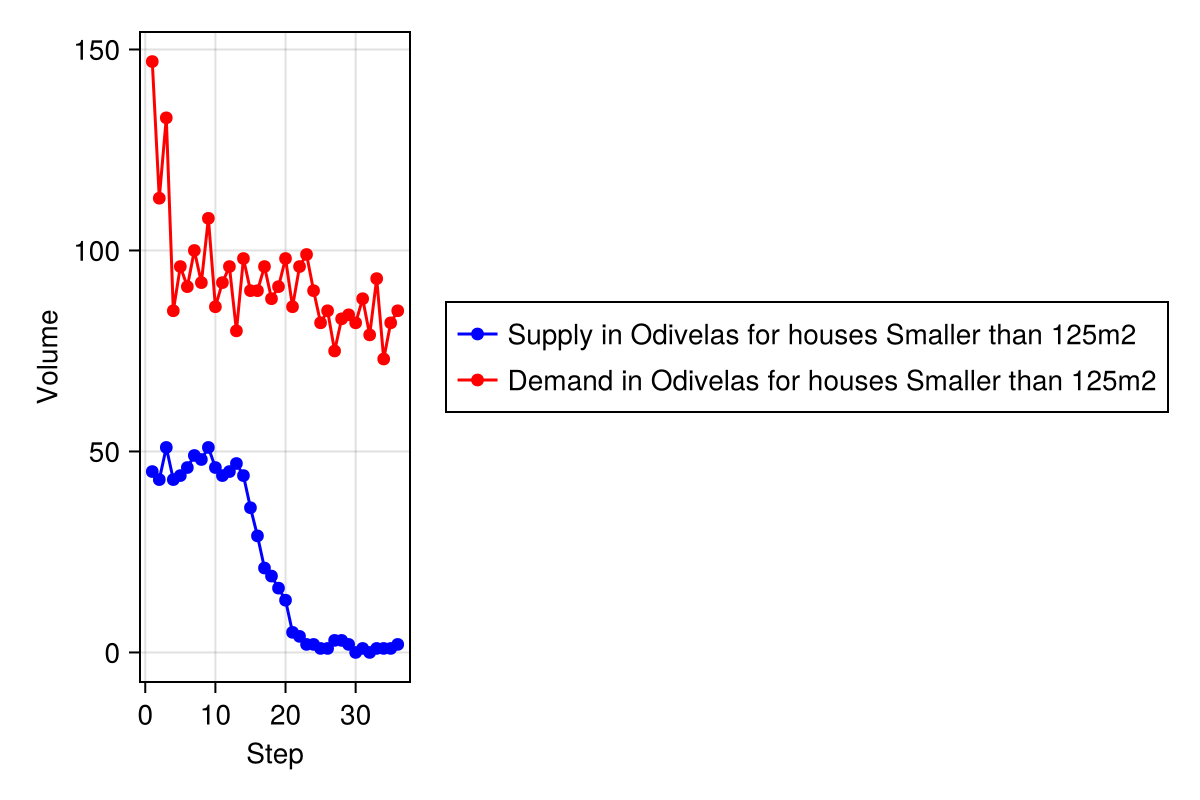 150
100
50
0
Volume
0 10 20 30
Step
Supply in Odivelas for houses Smaller than 125m2
Demand in Odivelas for houses Smaller than 125m2